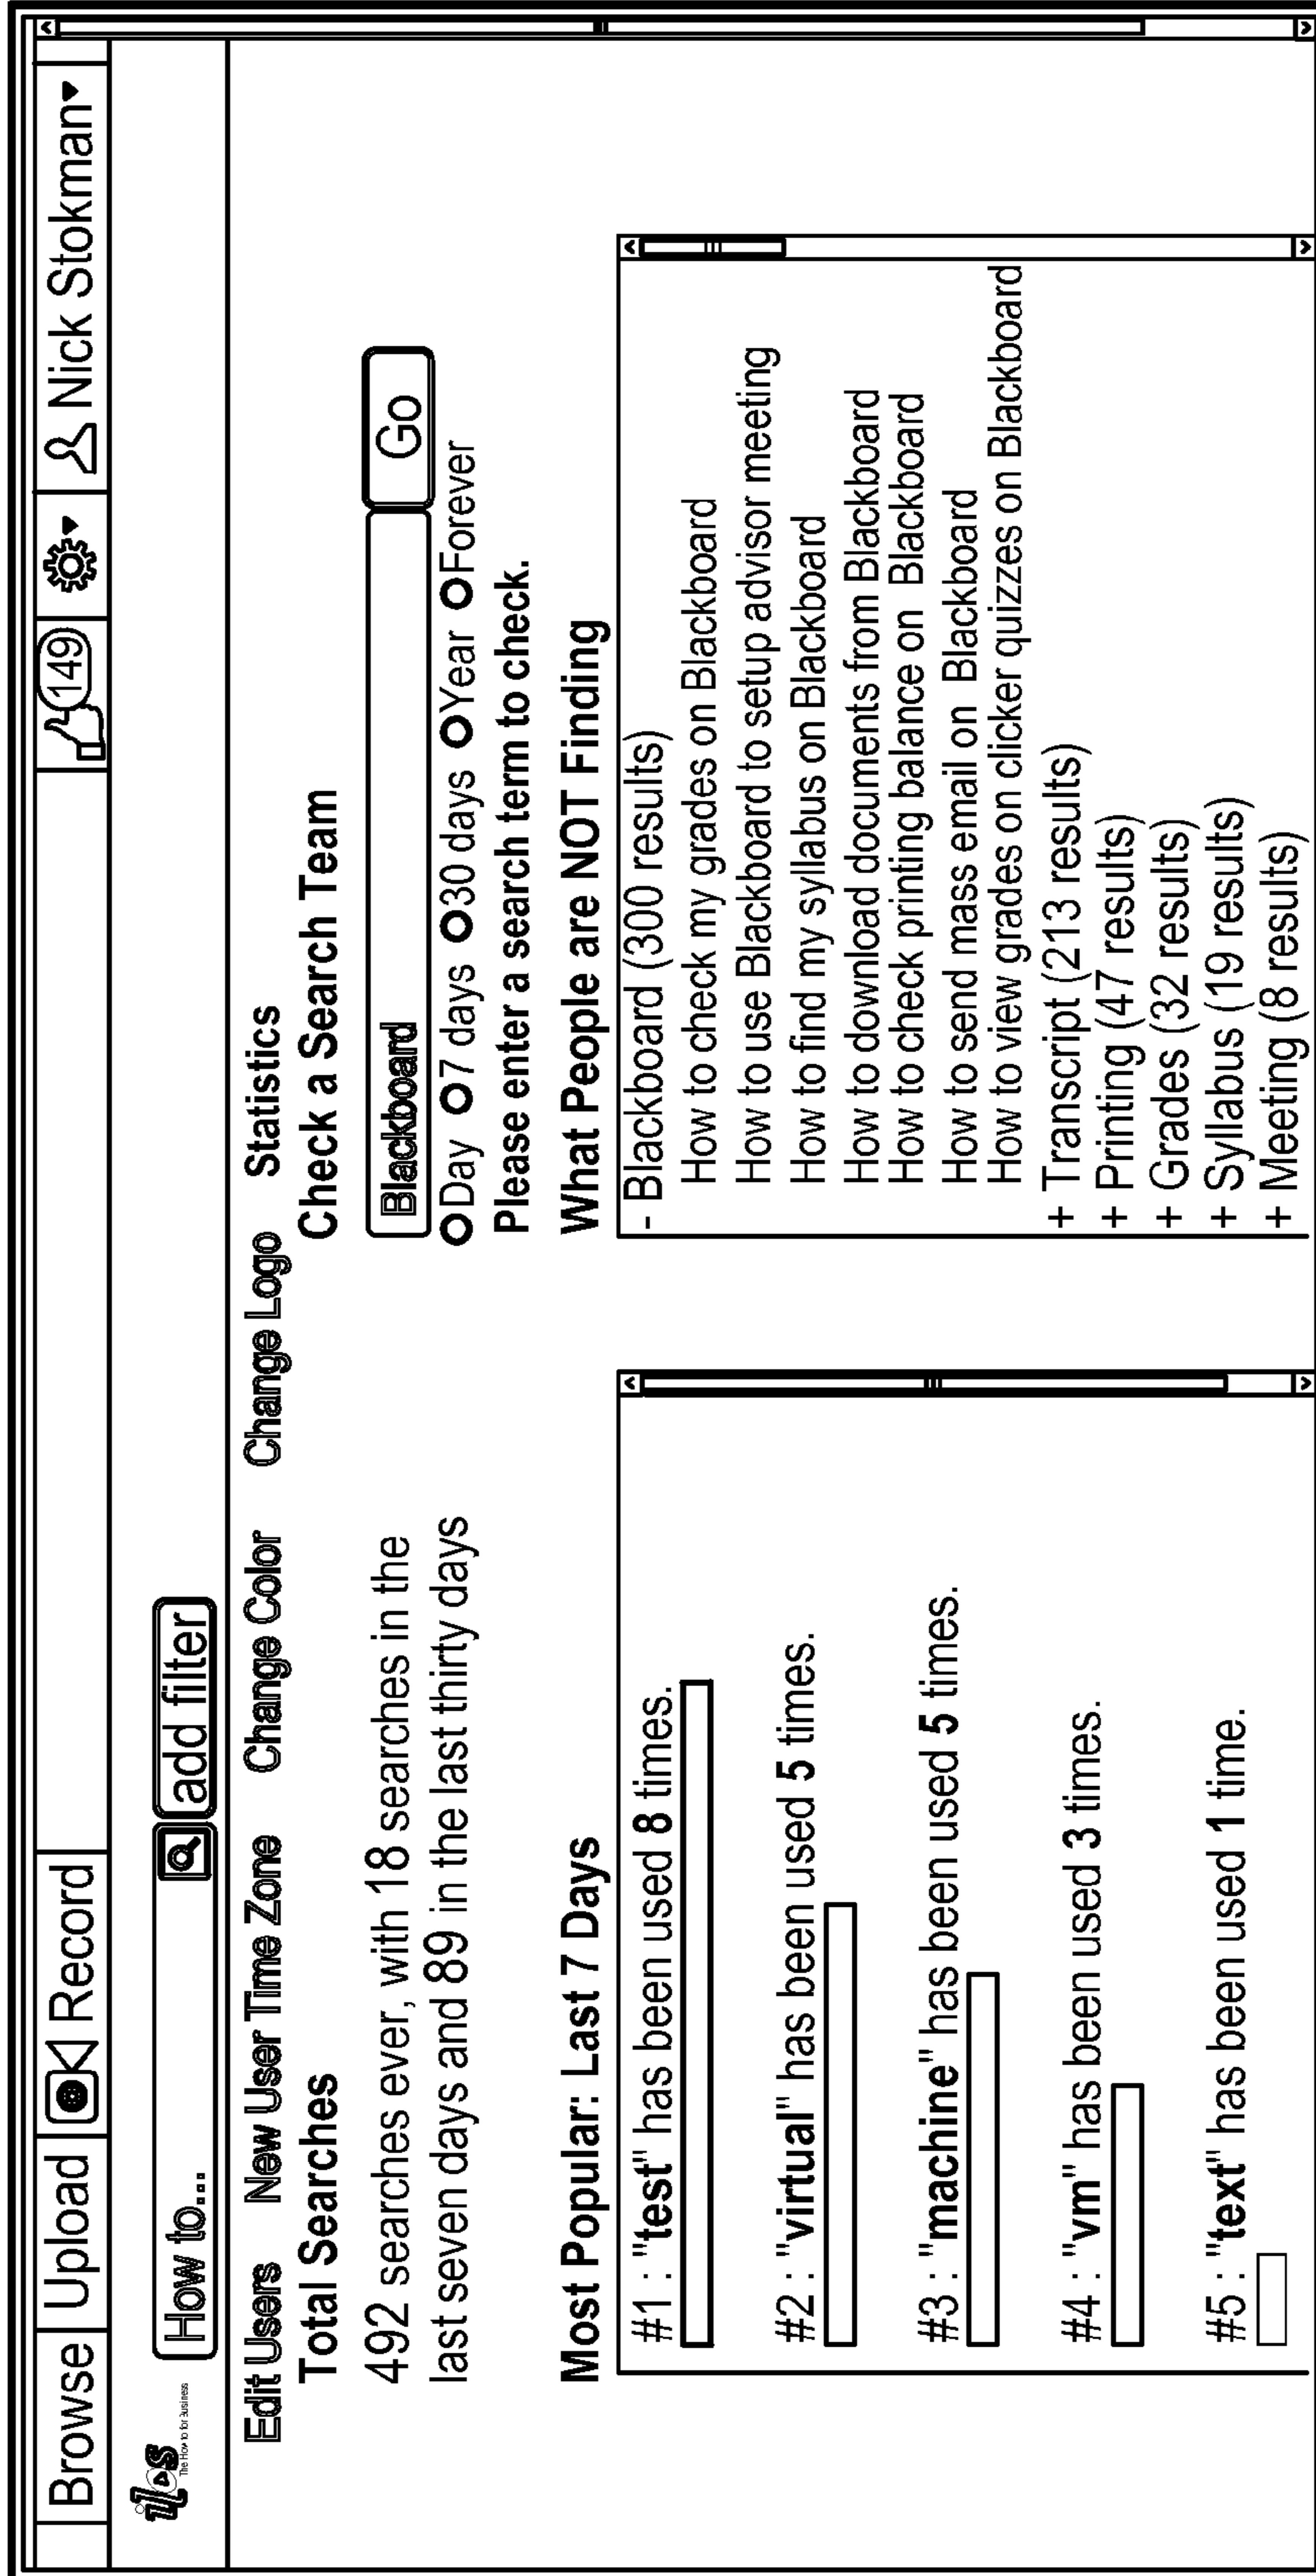 Browse Upload Record 149 Nick Stokman
ilos
The How to for Business
How to... add filter
Edit Users New User Time Zone Change Color Change Logo Statistics
Total Searches
492 searches ever, with 18 searches in the
last seven days and 89 in the last thirty days
Most Popular: Last 7 Days
#1 : "test" has been used 8 times.
#2 : "virtual" has been used 5 times.
#3 : "machine" has been used 5 times.
#4 : "vm" has been used 3 times.
#5 : "text" has been used 1 time.
Check a Search Team
Blackboard Go
Day 7 days 30 days Year Forever
Please enter a search term to check.
What People are NOT Finding
- Blackboard (300 results)
How to check my grades on Blackboard
How to use Blackboard to setup advisor meeting
How to find my syllabus on Blackboard
How to download documents from Blackboard
How to check printing balance on Blackboard
How to send mass email on Blackboard
How to view grades on clicker quizzes on Blackboard
+ Transcript (213 results)
+ Printing (47 results)
+ Grades (32 results)
+ Syllabus (19 results)
+ Meeting (8 results)